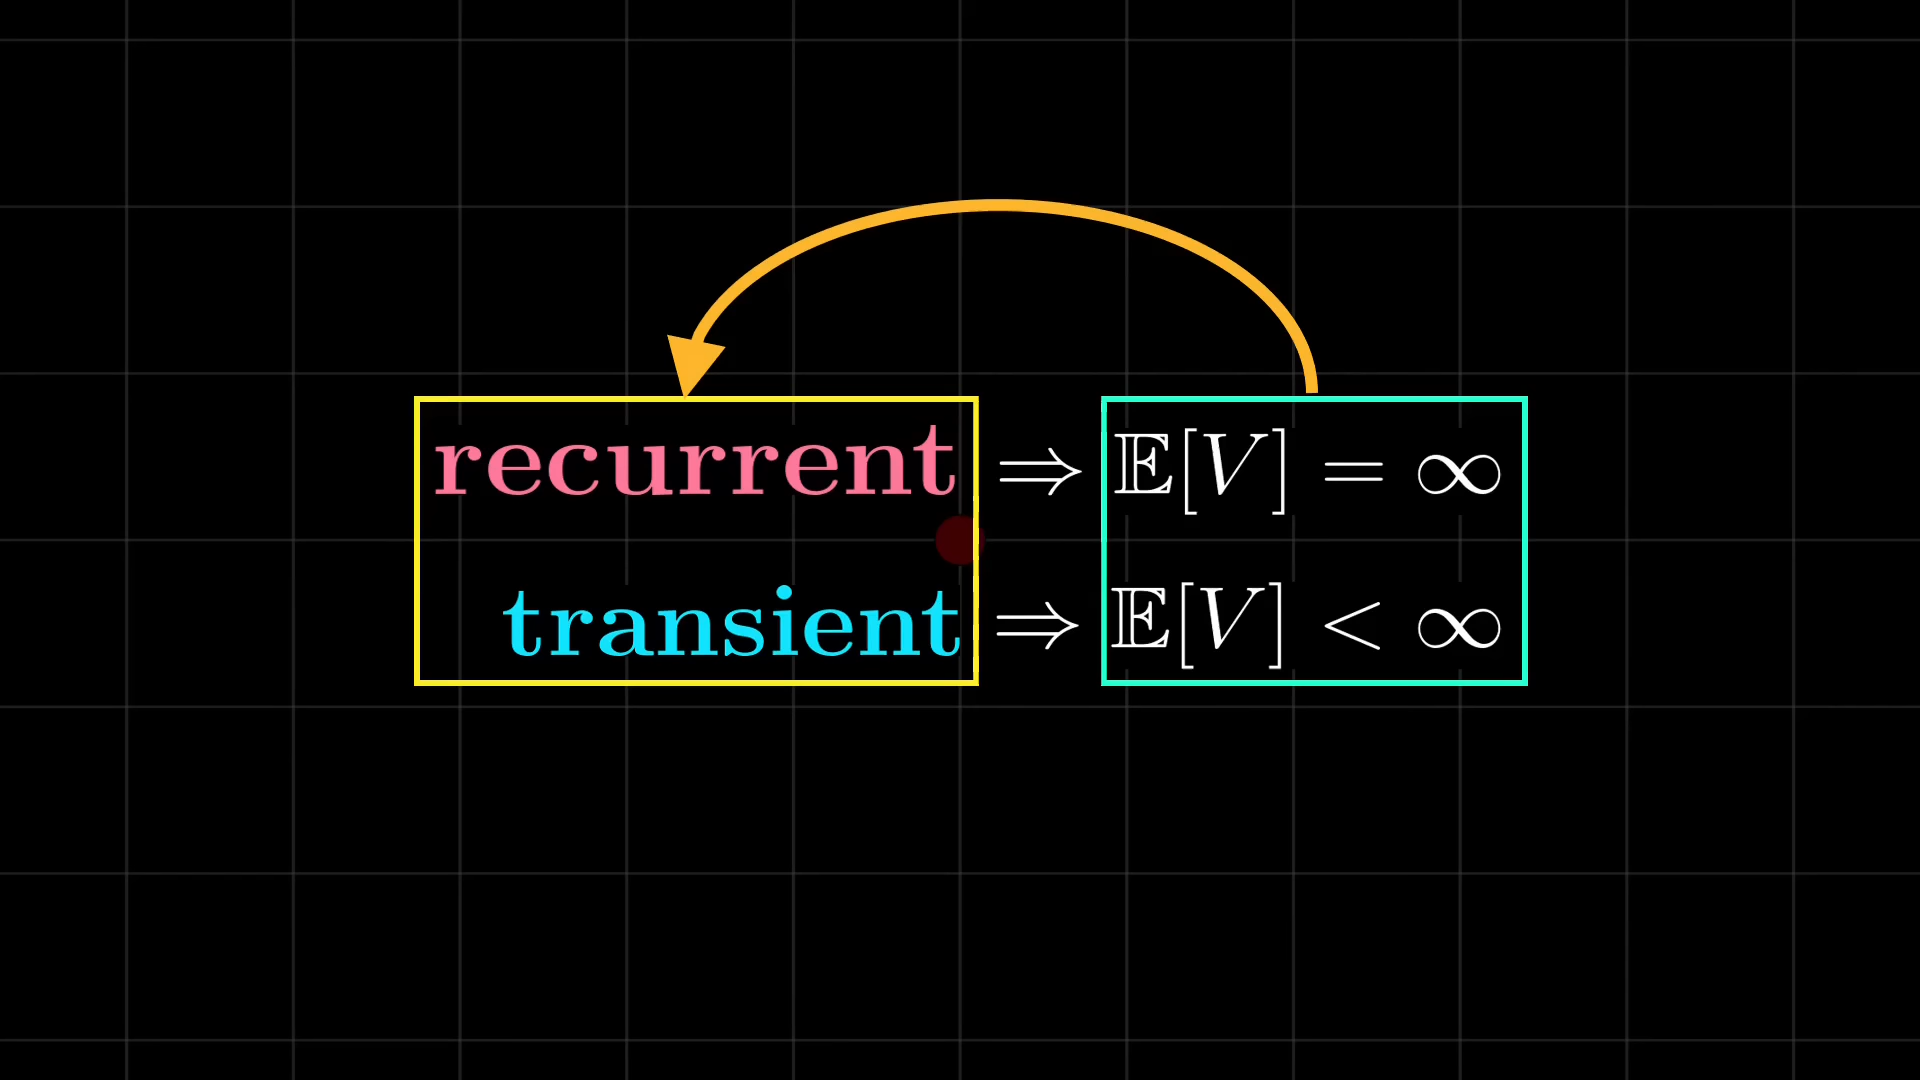 recurrent ⇒ 𝔼[V] = ∞
transient ⇒ 𝔼[V] < ∞